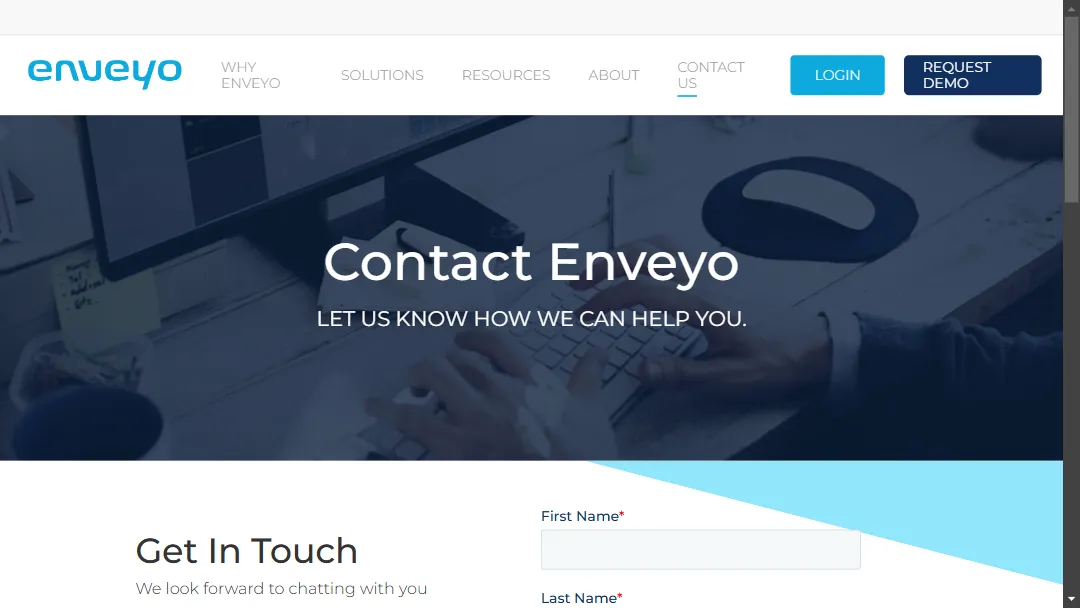 enveyo
WHY
ENVEYO
SOLUTIONS
RESOURCES
ABOUT
CONTACT
US
LOGIN
REQUEST
DEMO
Contact Enveyo
LET US KNOW HOW WE CAN HELP YOU.
Get In Touch
We look forward to chatting with you
First Name*
Last Name*